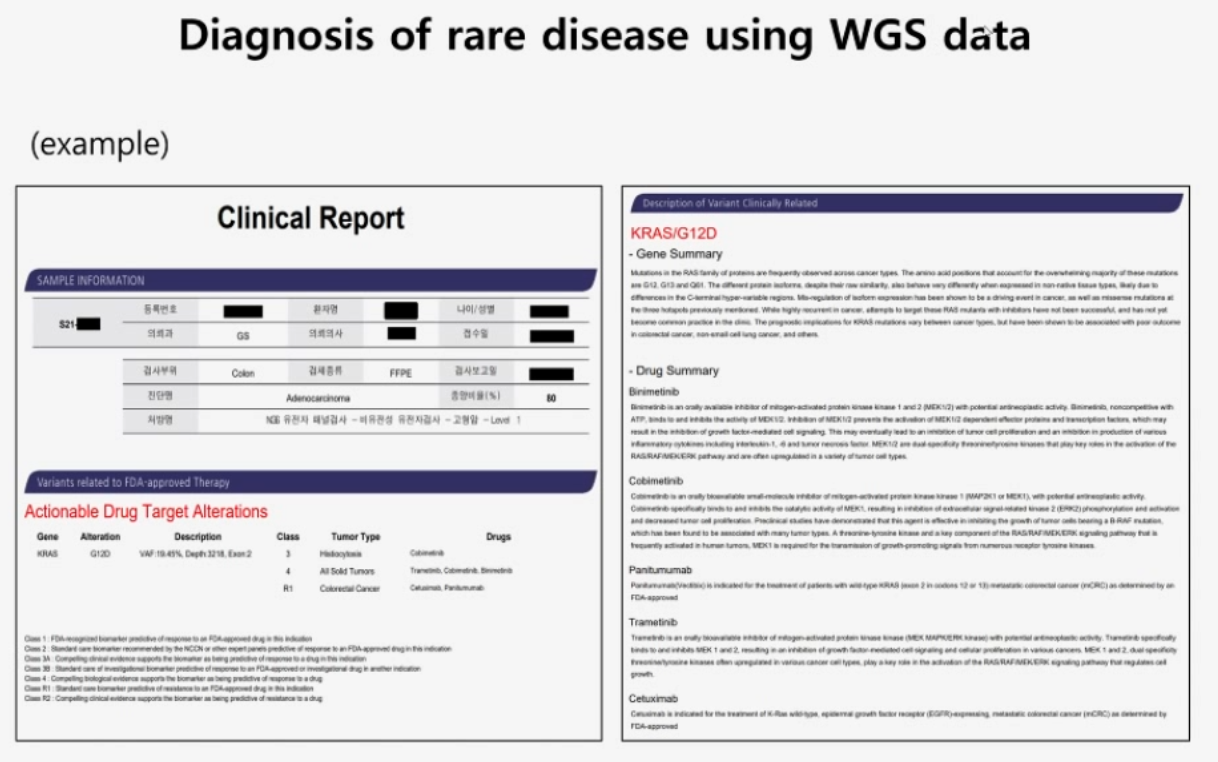 Diagnosis of rare disease using WGS data
(example)
Clinical Report
SAMPLE INFORMATION
S21- 등록번호 환자명 나이/성별
의뢰과 GS 의뢰의사 접수일
검사부위 Colon 검체종류 FFPE 검사보고일
진단명 Adenocarcinoma 종양비율(%) 80
처방명 NGS 유전자 패널검사 - 비유전성 유전자검사 - 고형암 - Level 1
Variants related to FDA-approved Therapy
Actionable Drug Target Alterations
Gene Alteration Description Class Tumor Type Drugs
KRAS G12D VAF:19.45%, Depth:3218, Exon:2 3 Histiocytosis Cobimetinib
4 All Solid Tumors Trametinib, Cobimetinib, Binimetinib
R1 Colorectal Cancer Cetuximab, Panitumumab
Class 1 : FDA-recognized biomarker predictive of response to an FDA-approved drug in this indication
Class 2 : Standard care biomarker recommended by the NCCN or other expert panels predictive of response to an FDA-approved drug in this indication
Class 3A : Compelling clinical evidence supports the biomarker as being predictive of response to a drug in this indication
Class 3B : Standard care of investigational biomarker predictive of response to an FDA-approved or investigational drug in another indication
Class 4 : Compelling biological evidence supports the biomarker as being predictive of response to a drug
Class R1 : Standard care biomarker predictive of resistance to an FDA-approved drug in this indication
Class R2 : Compelling clinical evidence supports the biomarker as being predictive of resistance to a drug
Description of Variant Clinically Related
KRAS/G12D
- Gene Summary
Mutations in the RAS family of proteins are frequently observed across cancer types. The amino acid positions that account for the overwhelming majority of these mutations
are G12, G13 and Q61. The different protein isoforms, despite their raw similarity, also behave very differently when expressed in non-native tissue types, likely due to
differences in the C-terminal hyper-variable regions. Mis-regulation of isoform expression has been shown to be a driving event in cancer, as well as missense mutations at
the three hotspots previously mentioned. While highly recurrent in cancer, attempts to target these RAS mutants with inhibitors have not been successful, and has not yet
become common practice in the clinic. The prognostic implications for KRAS mutations vary between cancer types, but have been shown to be associated with poor outcome
in colorectal cancer, non-small cell lung cancer, and others.
- Drug Summary
Binimetinib
Binimetinib is an orally available inhibitor of mitogen-activated protein kinase kinase 1 and 2 (MEK1/2) with potential antineoplastic activity. Binimetinib, noncompetitive with
ATP, binds to and inhibits the activity of MEK1/2. Inhibition of MEK1/2 prevents the activation of MEK1/2 dependent effector proteins and transcription factors, which may
result in the inhibition of growth factor-mediated cell signaling. This may eventually lead to an inhibition of tumor cell proliferation and an inhibition in production of various
inflammatory cytokines including interleukin-1, -6 and tumor necrosis factor. MEK1/2 are dual-specificity threonine/tyrosine kinases that play key roles in the activation of the
RAS/RAF/MEK/ERK pathway and are often upregulated in a variety of tumor cell types.
Cobimetinib
Cobimetinib is an orally bioavailable small-molecule inhibitor of mitogen-activated protein kinase kinase 1 (MAP2K1 or MEK1), with potential antineoplastic activity.
Cobimetinib specifically binds to and inhibits the catalytic activity of MEK1, resulting in inhibition of extracellular signal-related kinase 2 (ERK2) phosphorylation and activation
and decreased tumor cell proliferation. Preclinical studies have demonstrated that this agent is effective in inhibiting the growth of tumor cells bearing a B-RAF mutation,
which has been found to be associated with many tumor types. A threonine-tyrosine kinase and a key component of the RAS/RAF/MEK/ERK signaling pathway that is
frequently activated in human tumors, MEK1 is required for the transmission of growth-promoting signals from numerous receptor tyrosine kinases.
Panitumumab
Panitumumab(Vectibix) is indicated for the treatment of patients with wild-type KRAS (exon 2 in codons 12 or 13) metastatic colorectal cancer (mCRC) as determined by an
FDA-approved
Trametinib
Trametinib is an orally bioavailable inhibitor of mitogen-activated protein kinase (MEK MAPK/ERK kinase) with potential antineoplastic activity. Trametinib specifically
binds to and inhibits MEK 1 and 2, resulting in an inhibition of growth factor-mediated cell signaling and cellular proliferation in various cancers. MEK 1 and 2, dual specificity
threonine/tyrosine kinases often upregulated in various cancer cell types, play a key role in the activation of the RAS/RAF/MEK/ERK signaling pathway that regulates cell
growth.
Cetuximab
Cetuximab is indicated for the treatment of K-Ras wild-type, epidermal growth factor receptor (EGFR)-expressing, metastatic colorectal cancer (mCRC) as determined by
FDA-approved